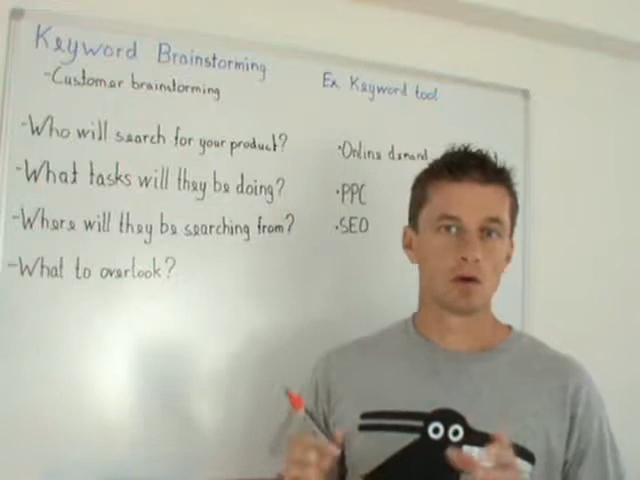 Keyword Brainstorming
-Customer brainstorming
-Who will search for your product?
-What tasks will they be doing?
-Where will they be searching from?
-What to overlook?
Ex Keyword tool
·Online demand
·PPC
·SEO